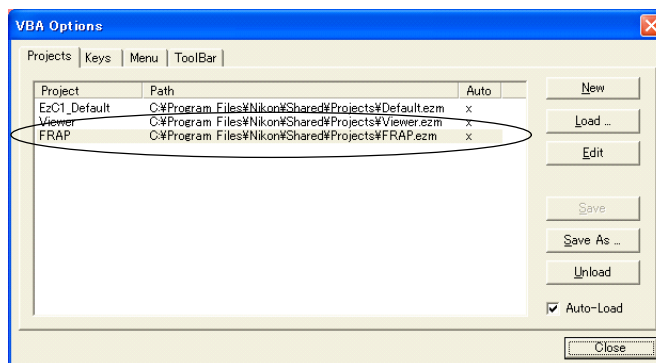 VBA Options
Projects Keys Menu ToolBar
Project Path Auto
EzC1_Default C:¥Program Files¥Nikon¥Shared¥Projects¥Default.ezm x
Viewer C:¥Program Files¥Nikon¥Shared¥Projects¥Viewer.ezm x
FRAP C:¥Program Files¥Nikon¥Shared¥Projects¥FRAP.ezm x
New
Load ...
Edit
Save
Save As ...
Unload
Auto-Load
Close